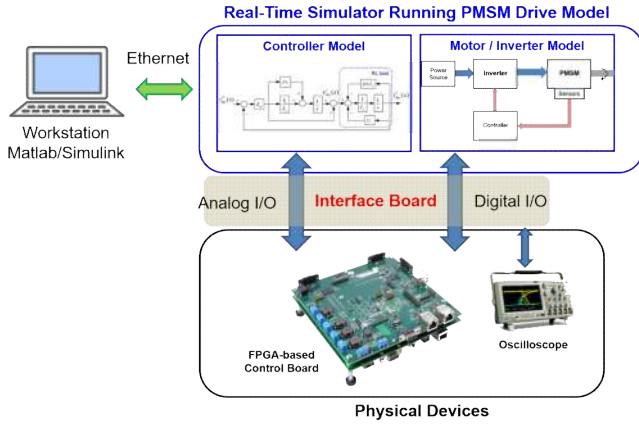 Real-Time Simulator Running PMSM Drive Model
Ethernet
Workstation
Matlab/Simulink
Controller Model
Motor / Inverter Model
Power
Source
Inverter
PMSM
Sensors
Controller
Analog I/O
Interface Board
Digital I/O
FPGA-based
Control Board
Oscilloscope
Physical Devices